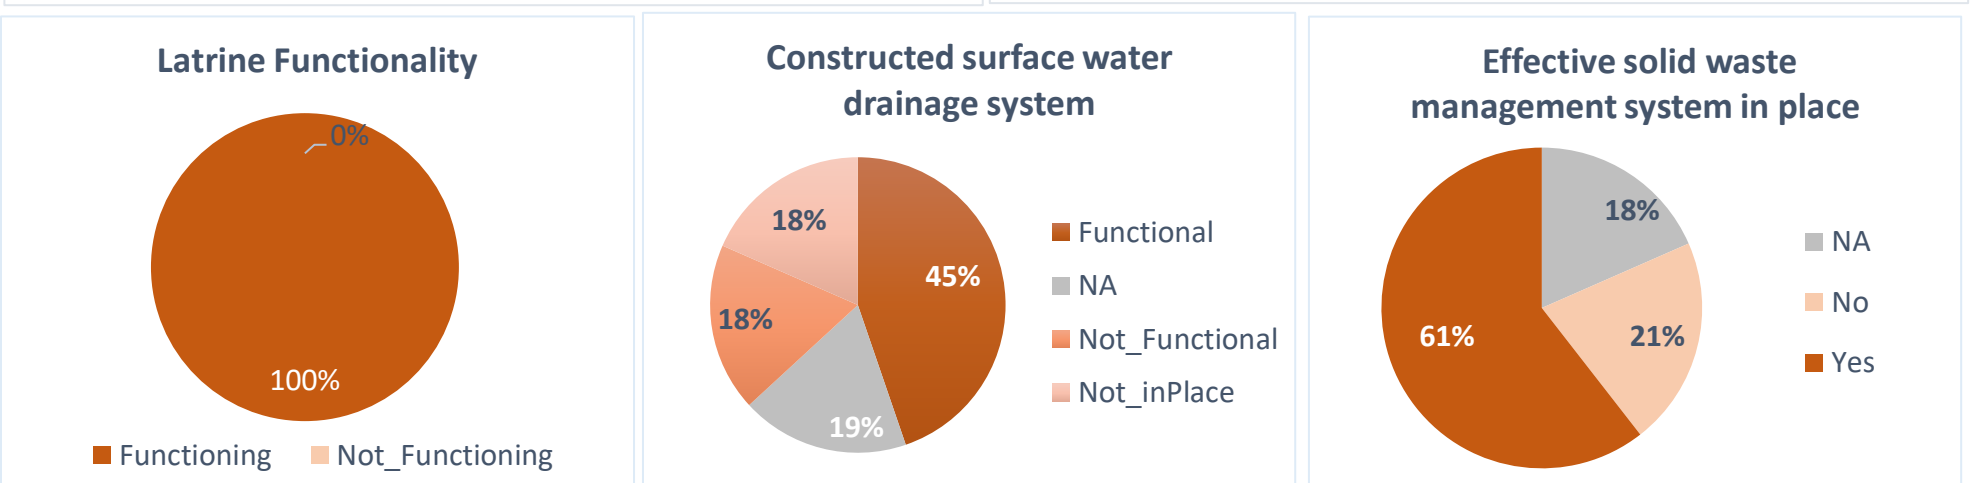 Latrine Functionality
0%
100%
Functioning
Not_Functioning
Constructed surface water
drainage system
18%
45%
18%
19%
Functional
NA
Not_Functional
Not_inPlace
Effective solid waste
management system in place
18%
61%
21%
NA
No
Yes